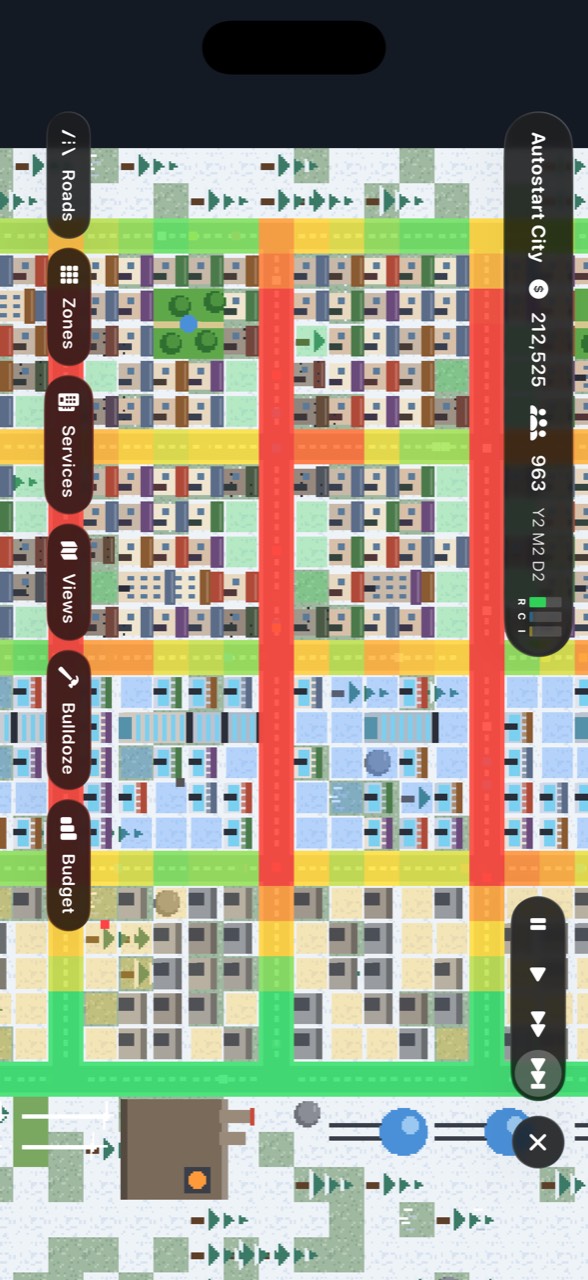 Autostart City $ 212,525 963 Y2 M2 D2 R C I
Roads
Zones
Services
Views
Bulldoze
Budget